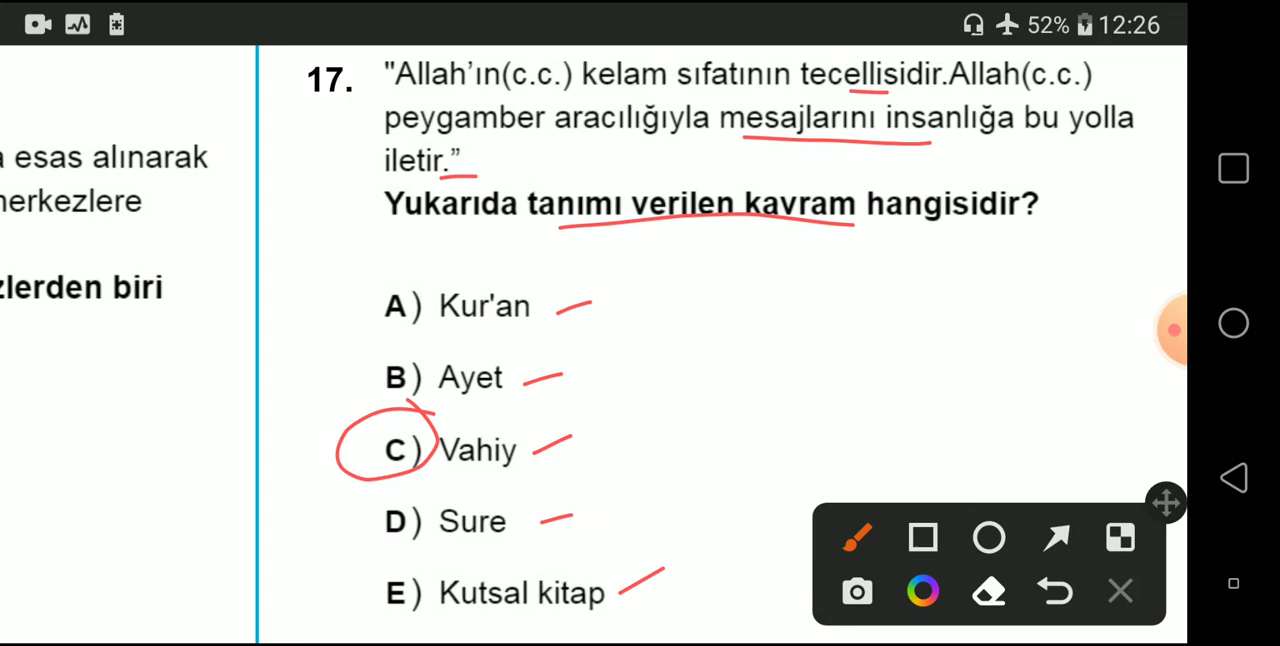 52% 12:26
esas alınarak
zlerden biri
17. "Allah'ın(c.c.) kelam sıfatının tecellisidir.Allah(c.c.)
peygamber aracılığıyla mesajlarını insanlığa bu yolla
iletir."
Yukarıda tanımı verilen kavram hangisidir?
A) Kur'an
B) Ayet
C) Vahiy
D) Sure
E) Kutsal kitap